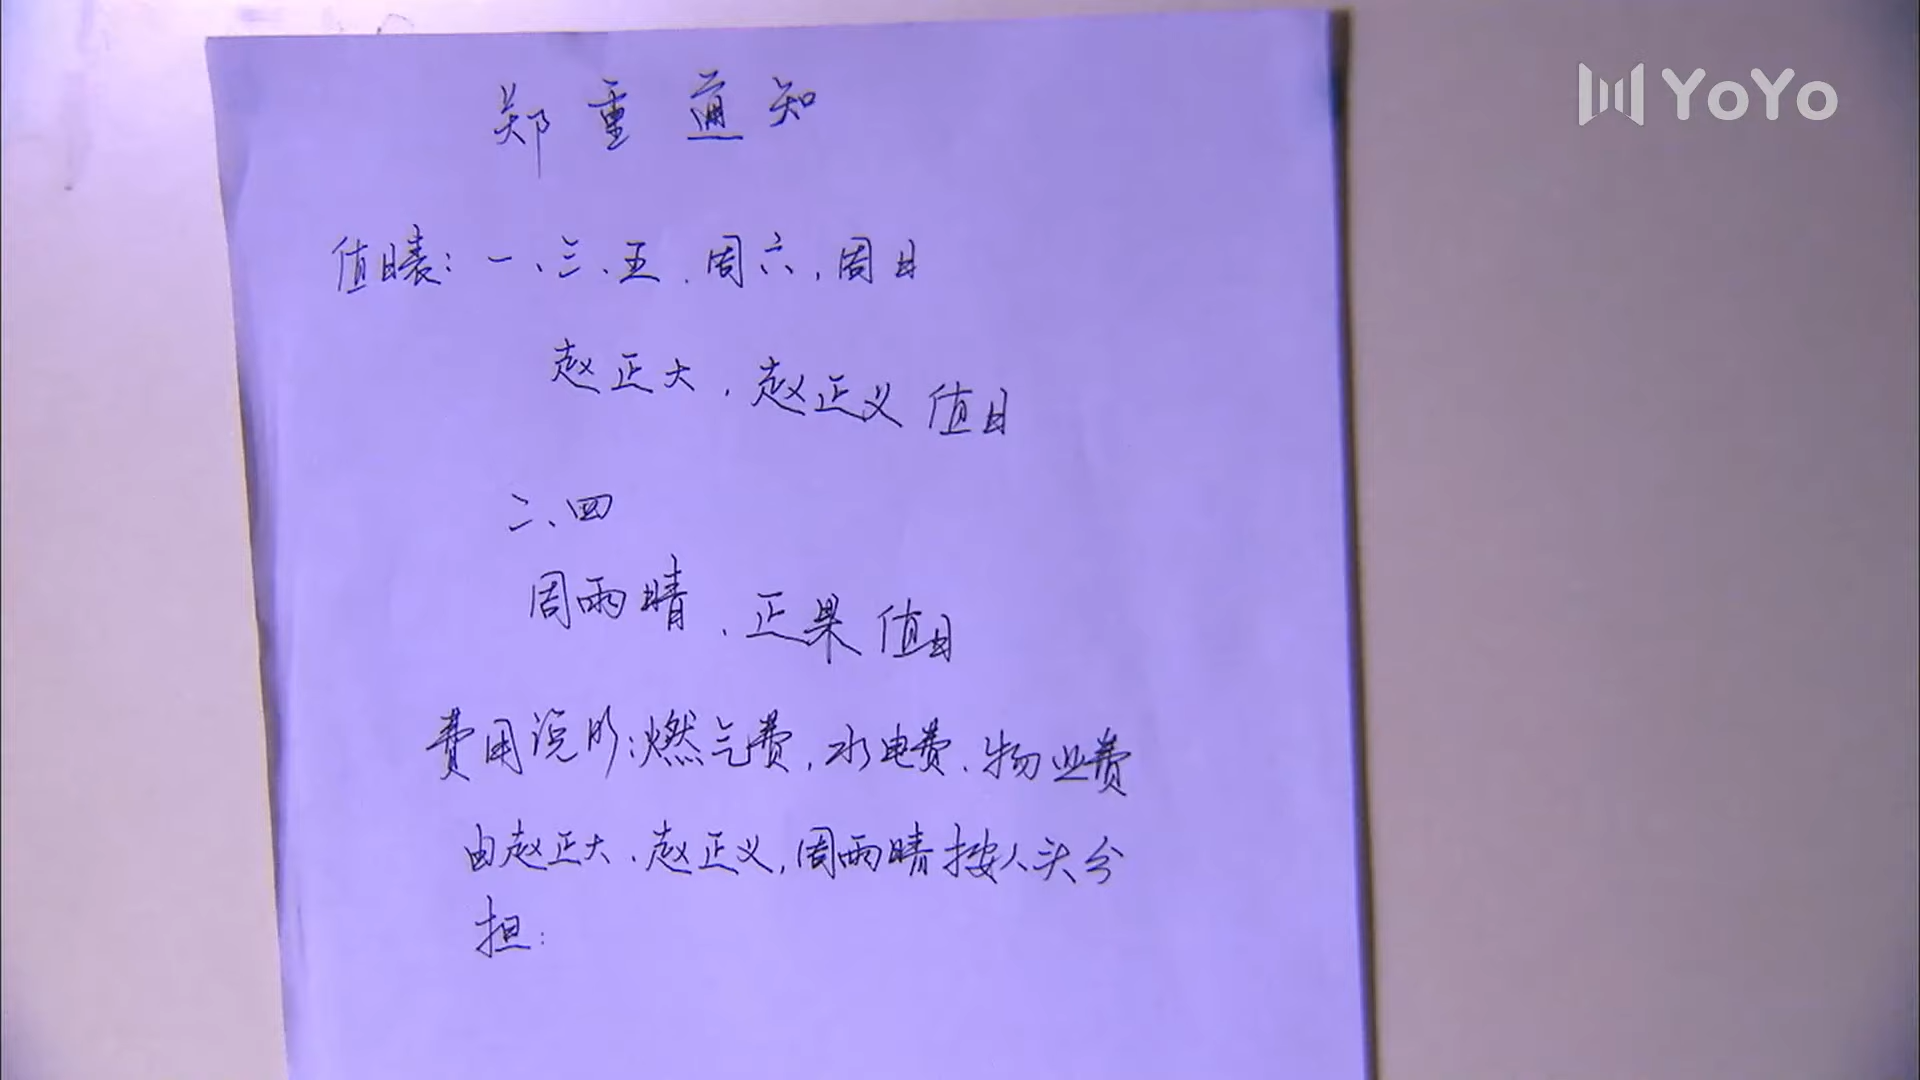 YoYo
郑重通知
值日表：一、三、五、周六，周日
赵正大、赵正义值日
二、四
周雨晴、正果值日
费用说明：燃气费，水电费、物业费
由赵正大、赵正义，周雨晴按人头分
担：